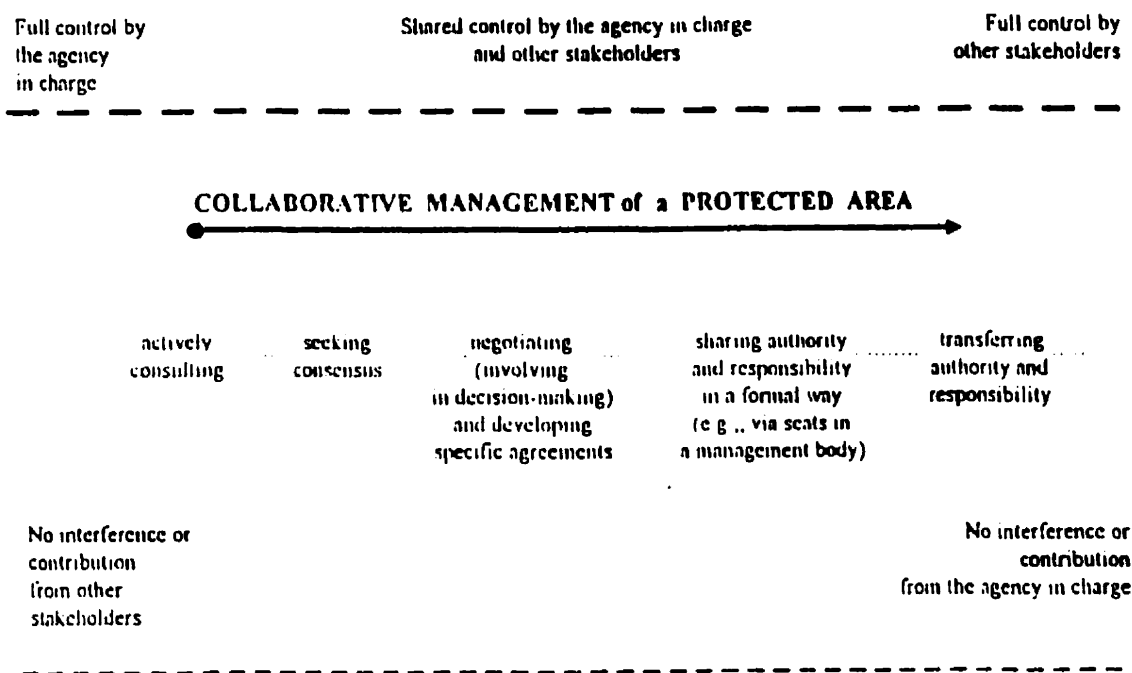 Full control by
the agency
in charge
Shared control by the agency in charge
and other stakeholders
Full control by
other stakeholders
COLLABORATIVE MANAGEMENT of a PROTECTED AREA
actively
consulting
seeking
consensus
negotiating
(involving
in decision-making)
and developing
specific agreements
sharing authority
and responsibility
in a formal way
(e g ,, via seats in
a management body)
transferring
authority and
responsibility
No interference or
contribution
from other
stakeholders
No interference or
contribution
from the agency in charge